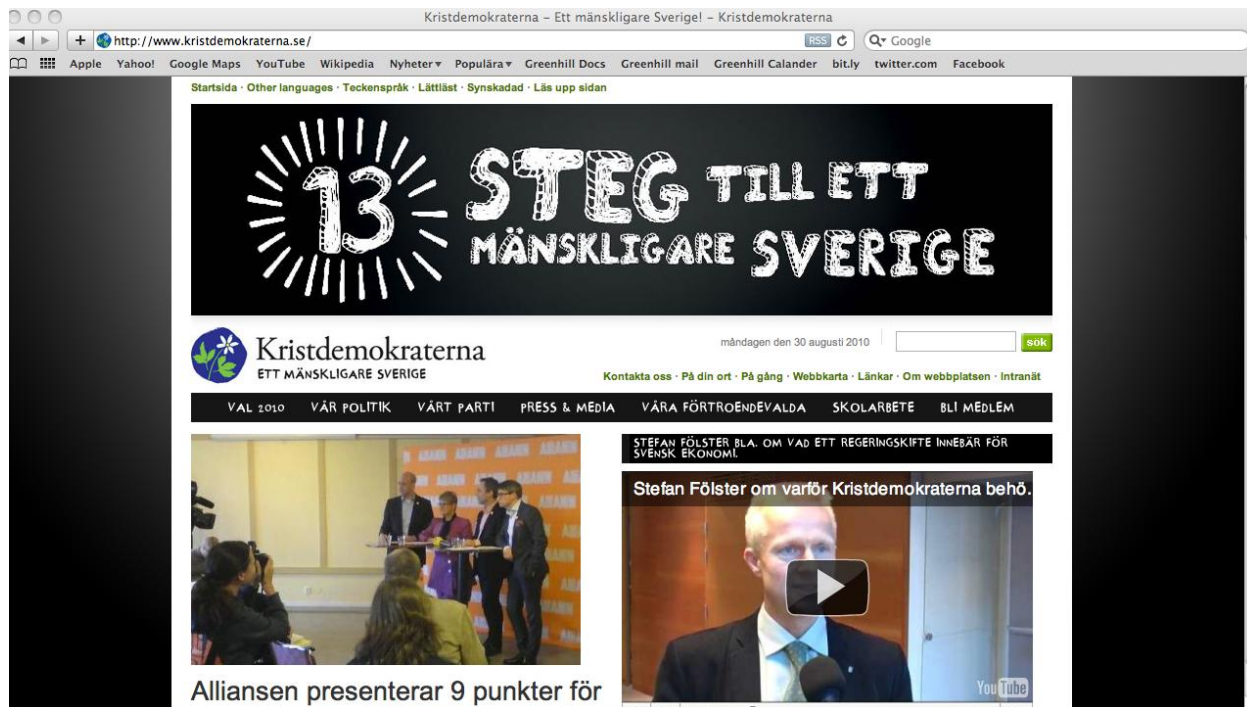 Kristdemokraterna – Ett mänskligare Sverige! – Kristdemokraterna
http://www.kristdemokraterna.se/
RSS
Google
Apple Yahoo! Google Maps YouTube Wikipedia Nyheter Populära Greenhill Docs Greenhill mail Greenhill Calander bit.ly twitter.com Facebook
Startsida · Other languages · Teckenspråk · Lättläst · Synskadad · Läs upp sidan
13 STEG TILL ETT
MÄNSKLIGARE SVERIGE
Kristdemokraterna
ETT MÄNSKLIGARE SVERIGE
måndagen den 30 augusti 2010
sök
Kontakta oss · På din ort · På gång · Webbkarta · Länkar · Om webbplatsen · Intranät
VAL 2010 VÅR POLITIK VÅRT PARTI PRESS & MEDIA VÅRA FÖRTROENDEVALDA SKOLARBETE BLI MEDLEM
STEFAN FÖLSTER BLA. OM VAD ETT REGERINGSKIFTE INNEBÄR FÖR
SVENSK EKONOMI.
Stefan Fölster om varför Kristdemokraterna behö.
YouTube
Alliansen presenterar 9 punkter för